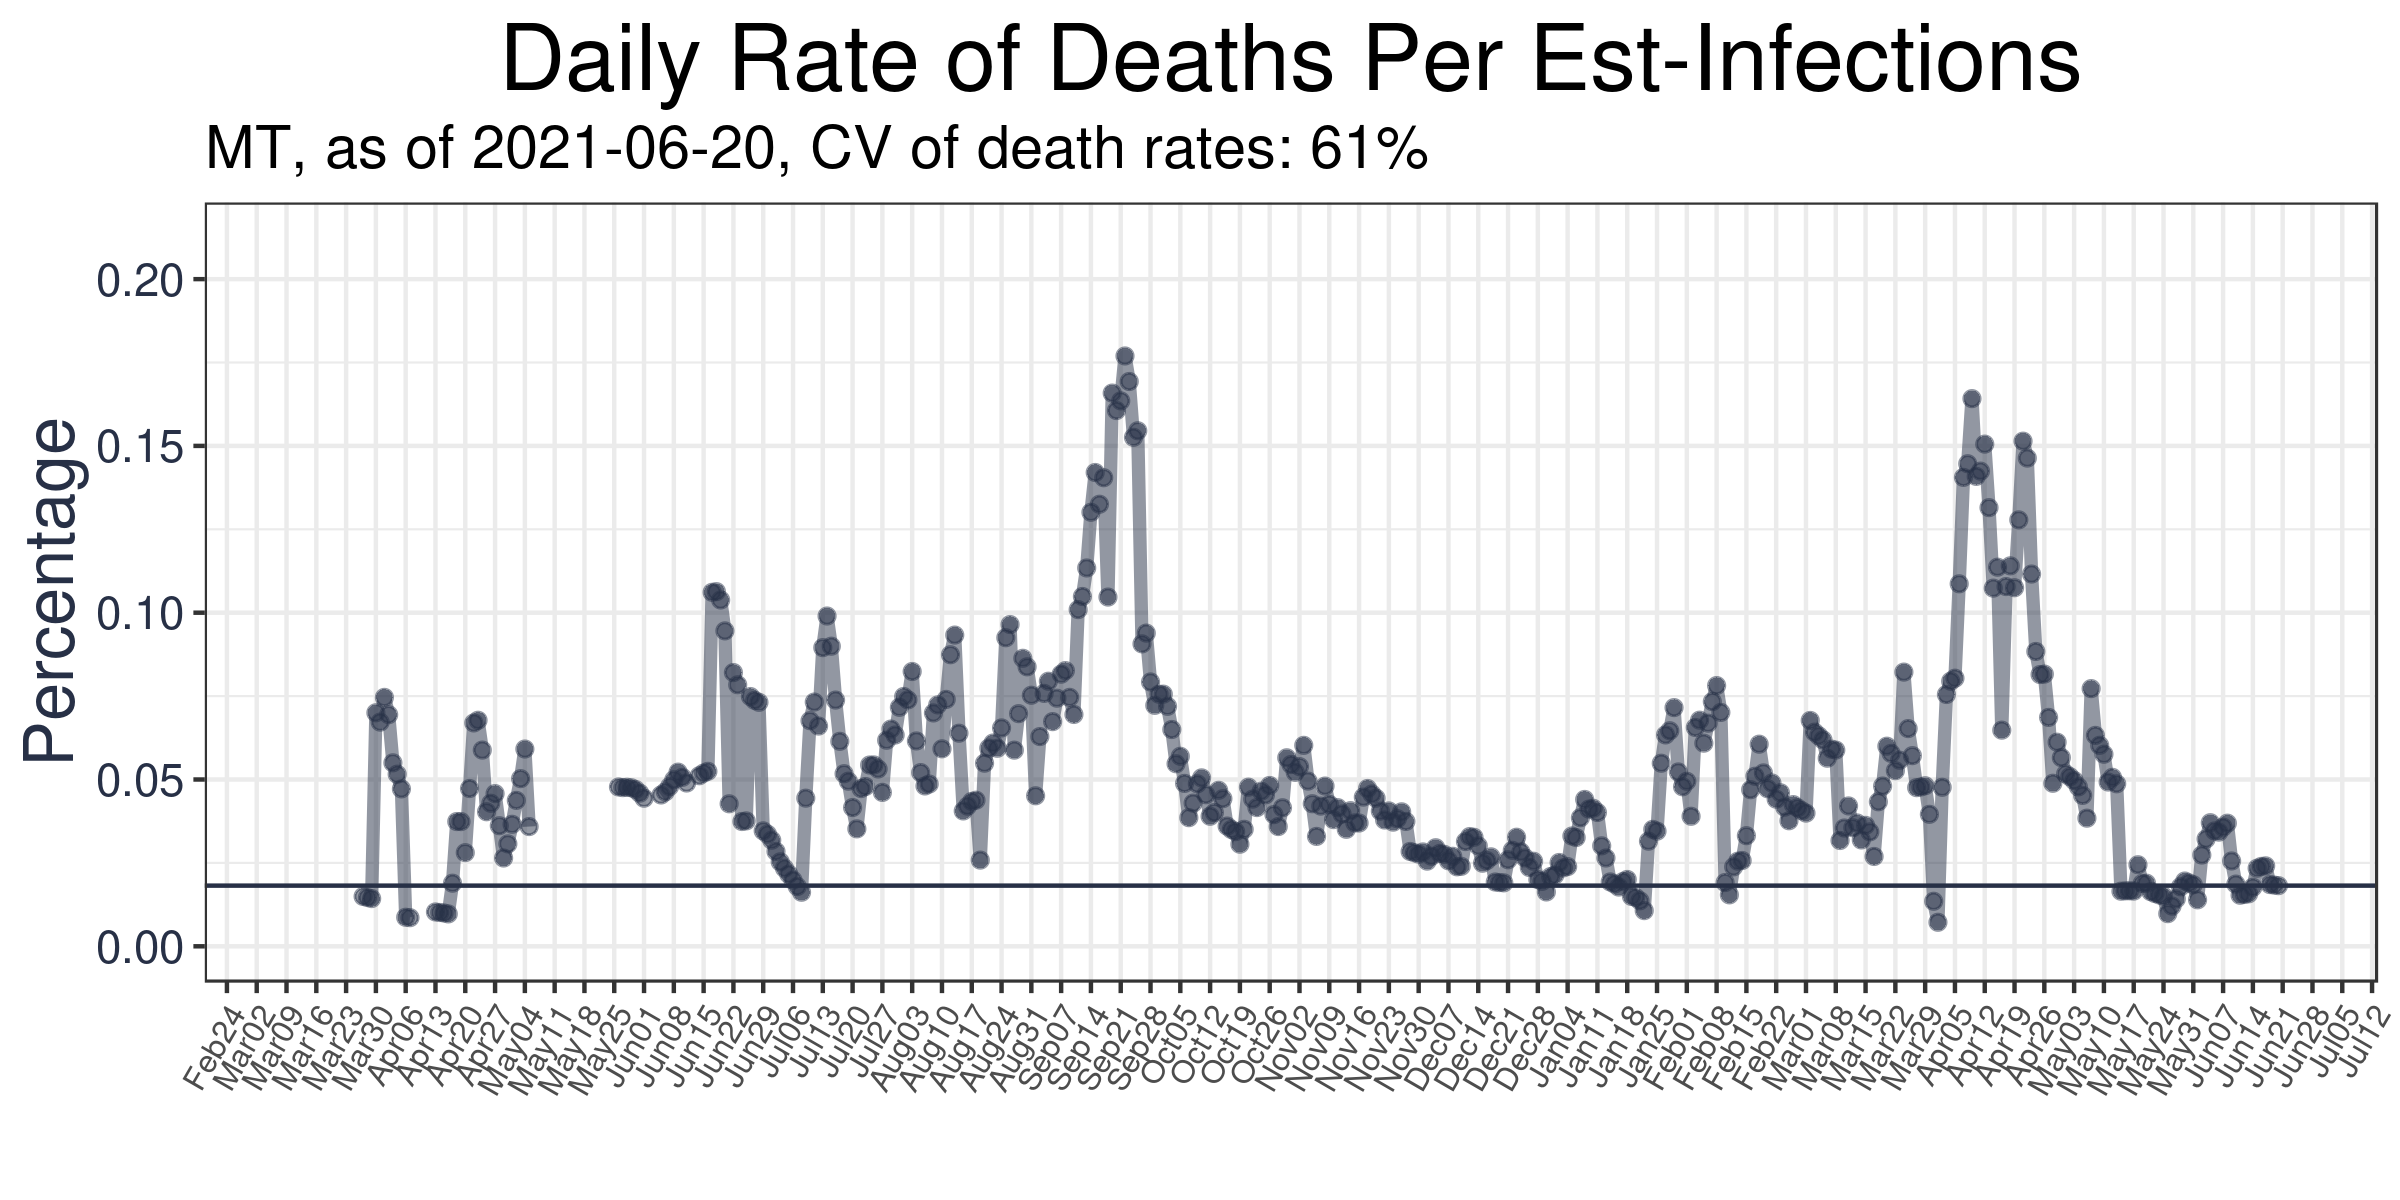 Daily Rate of Deaths Per Est-Infections
MT, as of 2021-06-20, CV of death rates: 61%
Percentage
0.20
0.15
0.10
0.05
0.00
Feb24
Mar02
Mar09
Mar16
Mar23
Mar30
Apr06
Apr13
Apr20
Apr27
May04
May11
May18
May25
Jun01
Jun08
Jun15
Jun22
Jun29
Jul06
Jul13
Jul20
Jul27
Aug03
Aug10
Aug17
Aug24
Aug31
Sep07
Sep14
Sep21
Sep28
Oct05
Oct12
Oct19
Oct26
Nov02
Nov09
Nov16
Nov23
Nov30
Dec07
Dec14
Dec21
Dec28
Jan04
Jan11
Jan18
Jan25
Feb01
Feb08
Feb15
Feb22
Mar01
Mar08
Mar15
Mar22
Mar29
Apr05
Apr12
Apr19
Apr26
May03
May10
May17
May24
May31
Jun07
Jun14
Jun21
Jun28
Jul05
Jul12